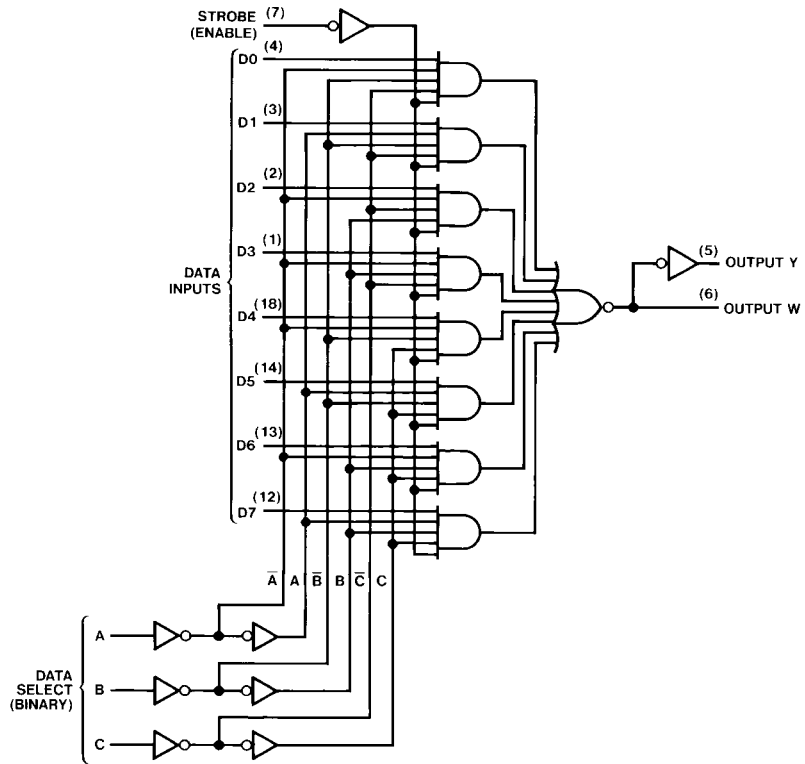 STROBE (7)
(ENABLE)
D0 (4)
D1 (3)
D2 (2)
D3 (1)
DATA
INPUTS
D4 (18)
D5 (14)
D6 (13)
D7 (12)
(5) OUTPUT Y
(6) OUTPUT W
A̅ A B̅ B C̅ C
A
DATA
SELECT
(BINARY)
B
C